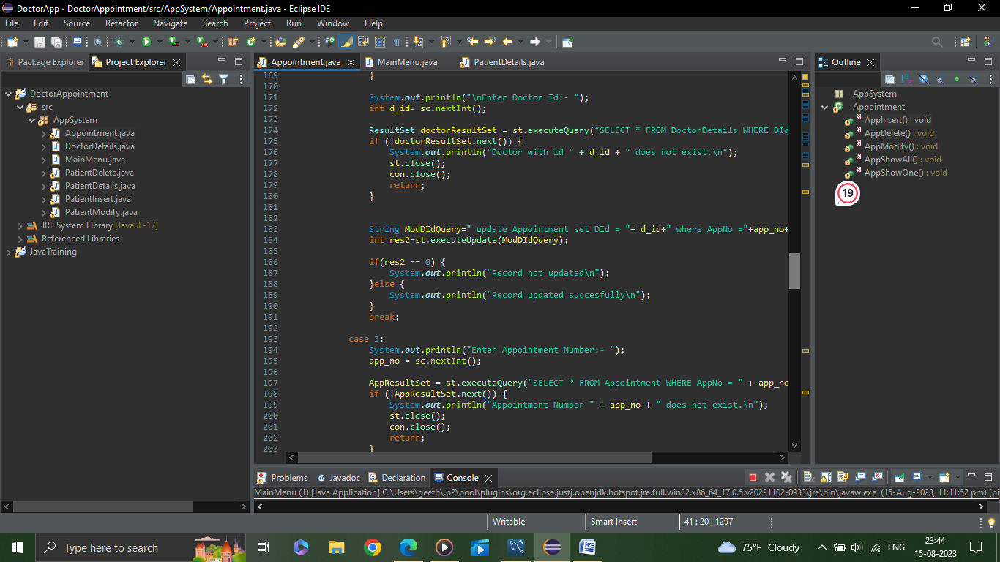 DoctorApp - DoctorAppointment/src/AppSystem/Appointment.java - Eclipse IDE
File Edit Source Refactor Navigate Search Project Run Window Help
Package Explorer Project Explorer
DoctorAppointment
src
AppSystem
Appointment.java
DoctorDetails.java
MainMenu.java
PatientDelete.java
PatientDetails.java
PatientInsert.java
PatientModify.java
JRE System Library [JavaSE-17]
Referenced Libraries
JavaTraining
Appointment.java MainMenu.java PatientDetails.java
169 }
170
171 System.out.println("\nEnter Doctor Id:- ");
172 int d_id= sc.nextInt();
173
174 ResultSet doctorResultSet = st.executeQuery("SELECT * FROM DoctorDetails WHERE DId
175 if (!doctorResultSet.next()) {
176 System.out.println("Doctor with id " + d_id + " does not exist.\n");
177 st.close();
178 con.close();
179 return;
180 }
181
182
183 String ModDIdQuery=" update Appointment set DId = "+ d_id+" where AppNo ="+app_no+
184 int res2=st.executeUpdate(ModDIdQuery);
185
186 if(res2 == 0) {
187 System.out.println("Record not updated\n");
188 }else {
189 System.out.println("Record updated succesfully\n");
190 }
191 break;
192
193 case 3:
194 System.out.println("Enter Appointment Number:- ");
195 app_no = sc.nextInt();
196
197 AppResultSet = st.executeQuery("SELECT * FROM Appointment WHERE AppNo = " + app_no
198 if (!AppResultSet.next()) {
199 System.out.println("Appointment Number " + app_no + " does not exist.\n");
200 st.close();
201 con.close();
202 return;
203 }
Outline
AppSystem
Appointment
AppInsert() : void
AppDelete() : void
AppModify() : void
AppShowAll() : void
AppShowOne() : void
19
Problems @ Javadoc Declaration Console
MainMenu (1) [Java Application] C:\Users\geeth\.p2\pool\plugins\org.eclipse.justj.openjdk.hotspot.jre.full.win32.x86_64_17.0.5.v20221102-0933\jre\bin\javaw.exe (15-Aug-2023, 11:11:52 pm) [pi
Writable Smart Insert 41 : 20 : 1297
Type here to search
75°F Cloudy
ENG
23:44
15-08-2023